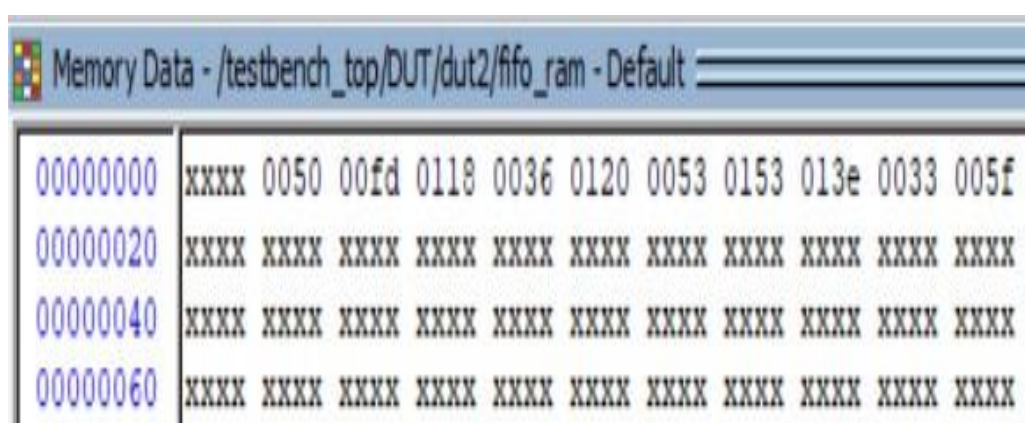 Memory Data - /testbench_top/DUT/dut2/fifo_ram - Default
00000000 xxxx 0050 00fd 0118 0036 0120 0053 0153 013e 0033 005f
00000020 xxxx xxxx xxxx xxxx xxxx xxxx xxxx xxxx xxxx xxxx xxxx
00000040 xxxx xxxx xxxx xxxx xxxx xxxx xxxx xxxx xxxx xxxx xxxx
00000060 xxxx xxxx xxxx xxxx xxxx xxxx xxxx xxxx xxxx xxxx xxxx